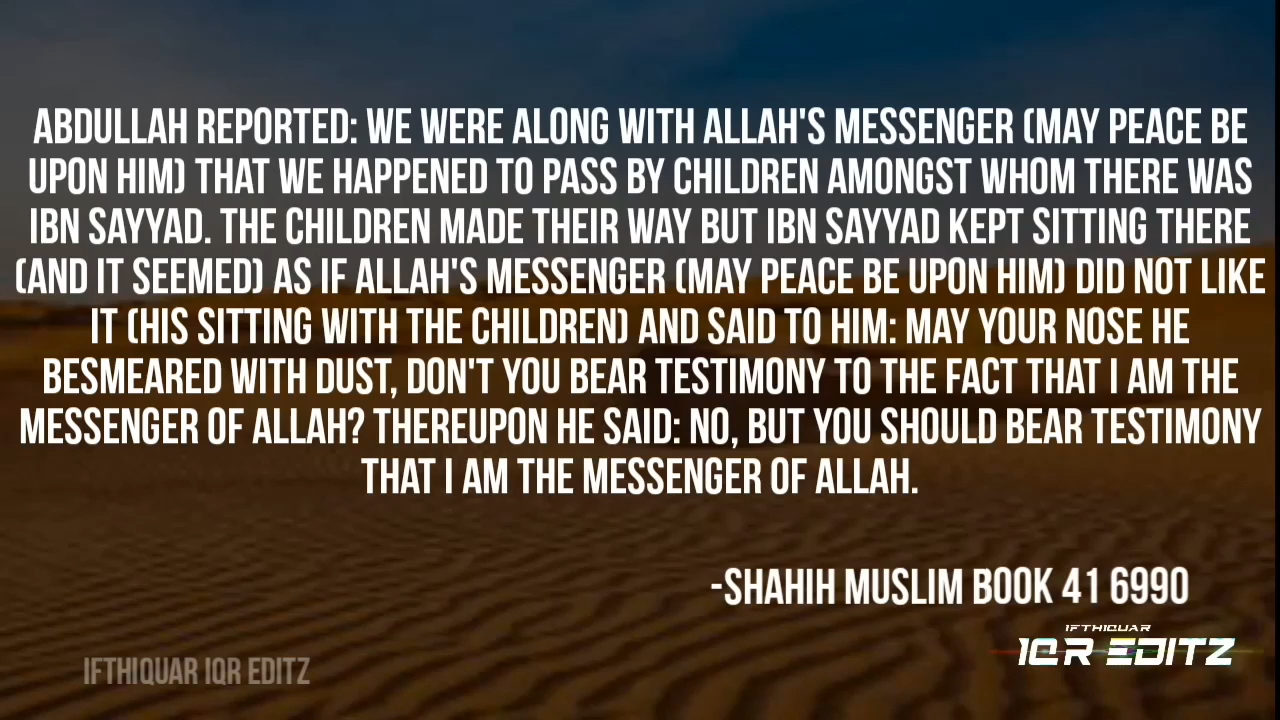 ABDULLAH REPORTED: WE WERE ALONG WITH ALLAH'S MESSENGER (MAY PEACE BE
UPON HIM) THAT WE HAPPENED TO PASS BY CHILDREN AMONGST WHOM THERE WAS
IBN SAYYAD. THE CHILDREN MADE THEIR WAY BUT IBN SAYYAD KEPT SITTING THERE
(AND IT SEEMED) AS IF ALLAH'S MESSENGER (MAY PEACE BE UPON HIM) DID NOT LIKE
IT (HIS SITTING WITH THE CHILDREN) AND SAID TO HIM: MAY YOUR NOSE HE
BESMEARED WITH DUST, DON'T YOU BEAR TESTIMONY TO THE FACT THAT I AM THE
MESSENGER OF ALLAH? THEREUPON HE SAID: NO, BUT YOU SHOULD BEAR TESTIMONY
THAT I AM THE MESSENGER OF ALLAH.
-SHAHIH MUSLIM BOOK 41 6990
IFTHIQUAR
IQR EDITZ
IFTHIQUAR IQR EDITZ